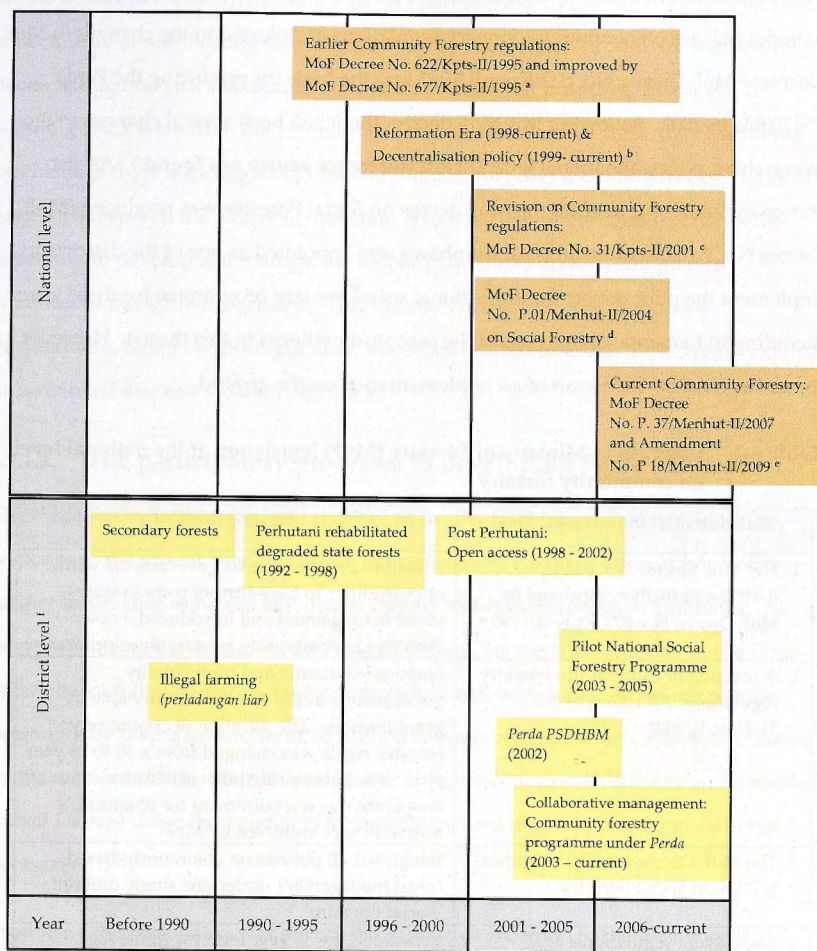 National level
Earlier Community Forestry regulations:
MoF Decree No. 622/Kpts-II/1995 and improved by
MoF Decree No. 677/Kpts-II/1995 a
Reformation Era (1998-current) &
Decentralisation policy (1999- current) b
Revision on Community Forestry
regulations:
MoF Decree No. 31/Kpts-II/2001 c
MoF Decree
No. P.01/Menhut-II/2004
on Social Forestry d
Current Community Forestry:
MoF Decree
No. P. 37/Menhut-II/2007
and Amendment
No. P 18/Menhut-II/2009 e
District level f
Secondary forests
Perhutani rehabilitated
degraded state forests
(1992 - 1998)
Post Perhutani:
Open access (1998 - 2002)
Pilot National Social
Forestry Programme
(2003 - 2005)
Illegal farming
(perladangan liar)
Perda PSDHBM
(2002)
Collaborative management:
Community forestry
programme under Perda
(2003 – current)
Year
Before 1990
1990 - 1995
1996 - 2000
2001 - 2005
2006-current